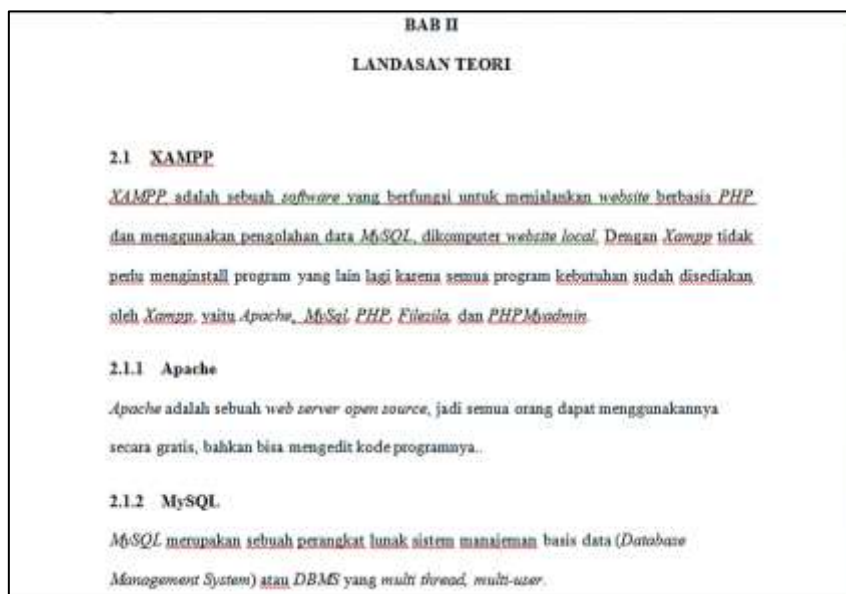 BAB II
LANDASAN TEORI
2.1 XAMPP
XAMPP adalah sebuah software yang berfungsi untuk menjalankan website berbasis PHP
dan menggunakan pengolahan data MySQL, dikomputer website local. Dengan Xampp tidak
perlu menginstall program yang lain lagi karena semua program kebutuhan sudah disediakan
oleh Xampp, yaitu Apache, MySql, PHP, Filezila, dan PHPMyadmin.
2.1.1 Apache
Apache adalah sebuah web server open source, jadi semua orang dapat menggunakannya
secara gratis, bahkan bisa mengedit kode programnya..
2.1.2 MySQL
MySQL merupakan sebuah perangkat lunak sistem manajeman basis data (Database
Management System) atau DBMS yang multi thread, multi-user.